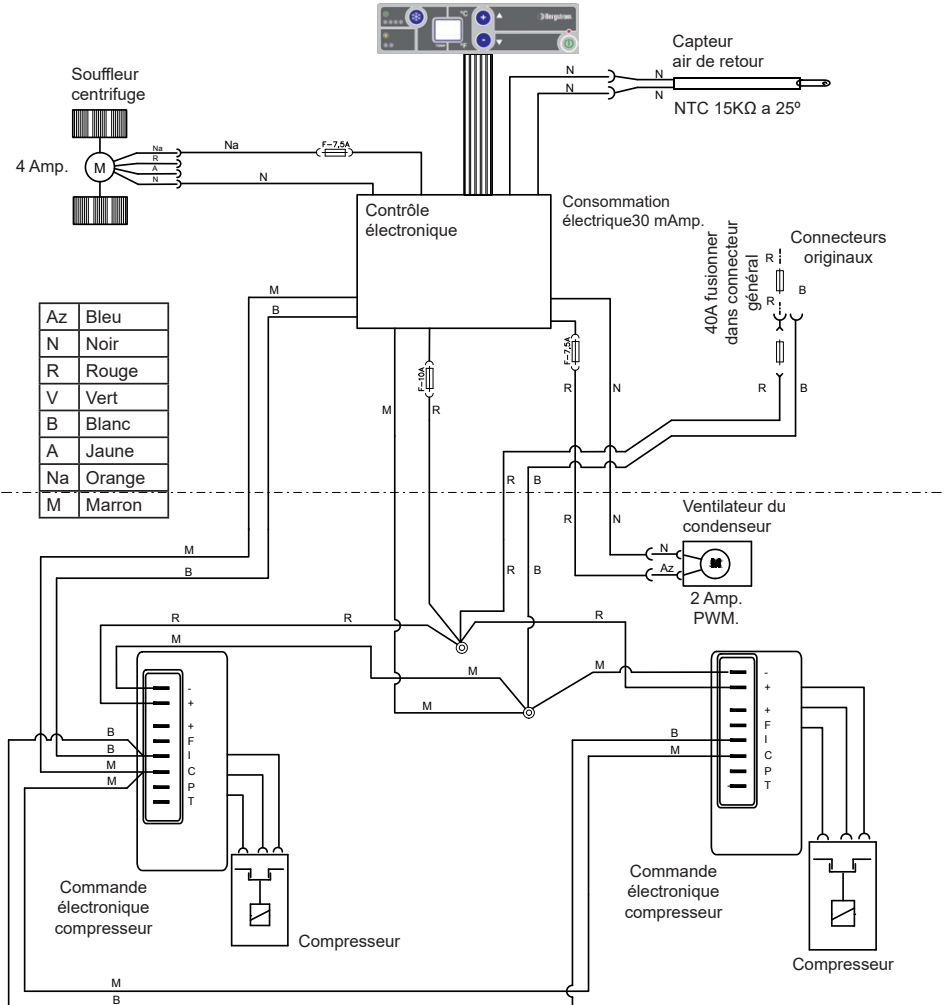 °C
°F
Bergstrom
Capteur
air de retour
N
N
N
N
NTC 15KΩ a 25º
Souffleur
centrifuge
4 Amp.
M
Na
R
A
N
Na
F-7,5A
N
Contrôle
électronique
Consommation
électrique30 mAmp.
40A fusionner
dans connecteur
général
Connecteurs
originaux
R
R
B
R
B
M
B
Az Bleu
N Noir
R Rouge
V Vert
B Blanc
A Jaune
Na Orange
M Marron
F-10A
F-7,5A
M
R
R
N
R
B
R
N
R
B
Ventilateur du
condenseur
N
Az
M
2 Amp.
PWM.
M
B
R
R
R
M
M
M
M
-
+
+
F
I
C
P
T
B
B
M
M
-
+
+
F
I
C
P
T
B
M
Commande
électronique
compresseur
Compresseur
Commande
électronique
compresseur
Compresseur
M
B